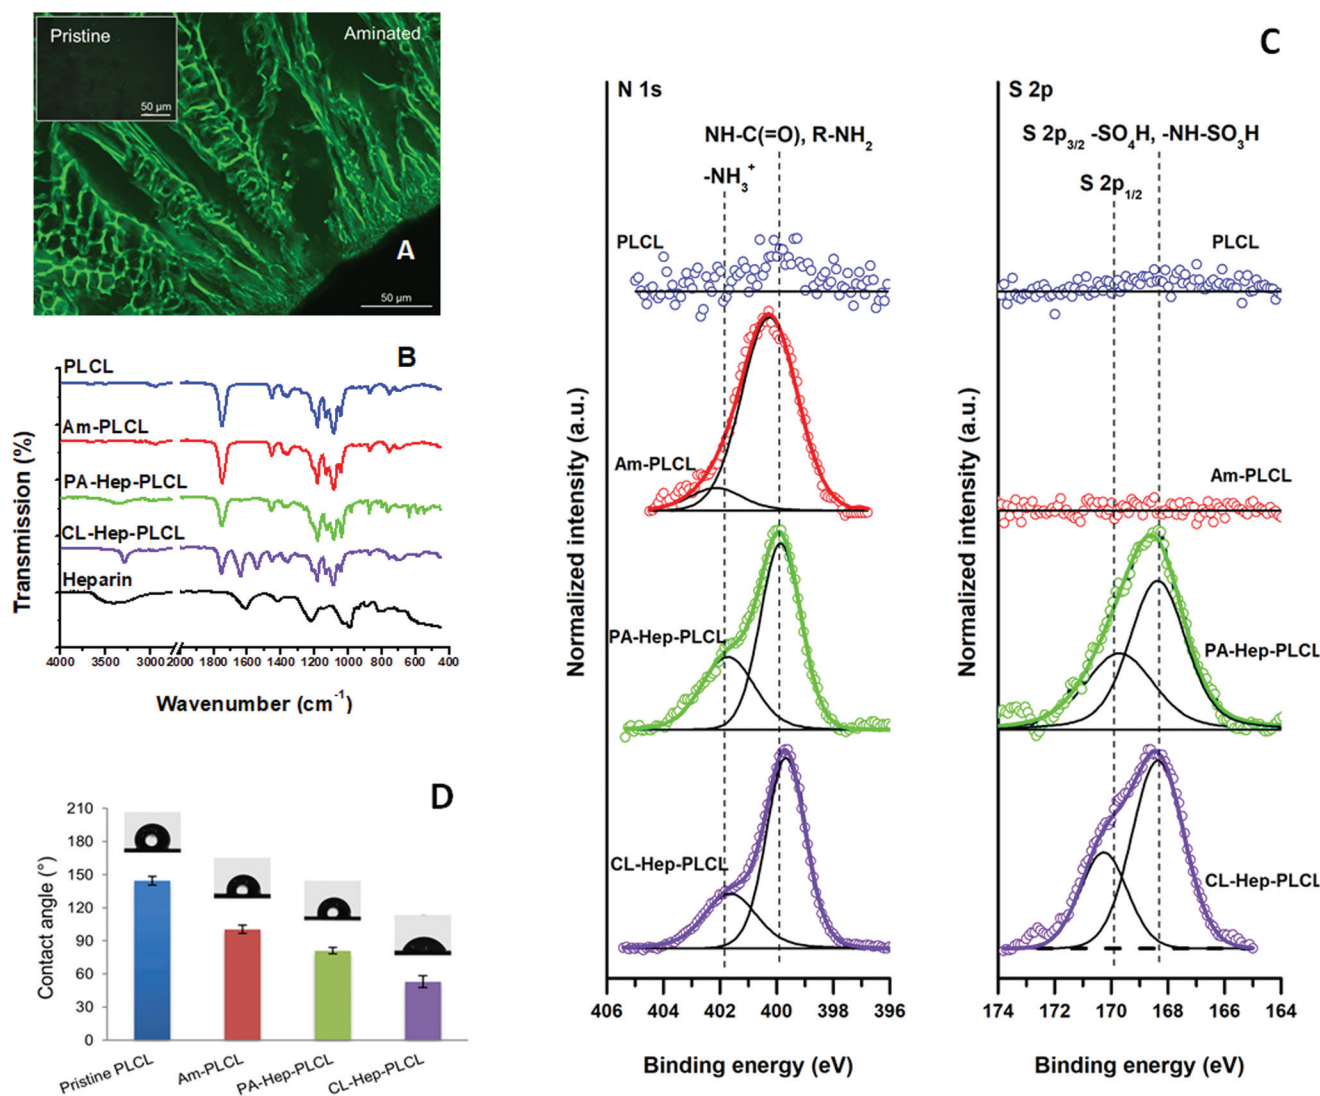 Pristine
Aminated
50 µm
A
50 µm
B
PLCL
Am-PLCL
PA-Hep-PLCL
CL-Hep-PLCL
Heparin
Transmission (%)
4000 3500 3000 2000 1800 1600 1400 1200 1000 800 600 400
Wavenumber (cm⁻¹)
C
N 1s
NH-C(=O), R-NH₂
-NH₃⁺
PLCL
Am-PLCL
PA-Hep-PLCL
CL-Hep-PLCL
Normalized intensity (a.u.)
406 404 402 400 398 396
Binding energy (eV)
S 2p
S 2p₃/₂ -SO₄H, -NH-SO₃H
S 2p₁/₂
PLCL
Am-PLCL
PA-Hep-PLCL
CL-Hep-PLCL
Normalized intensity (a.u.)
174 172 170 168 166 164
Binding energy (eV)
D
Contact angle (°)
210
180
150
120
90
60
30
0
Pristine PLCL
Am-PLCL
PA-Hep-PLCL
CL-Hep-PLCL